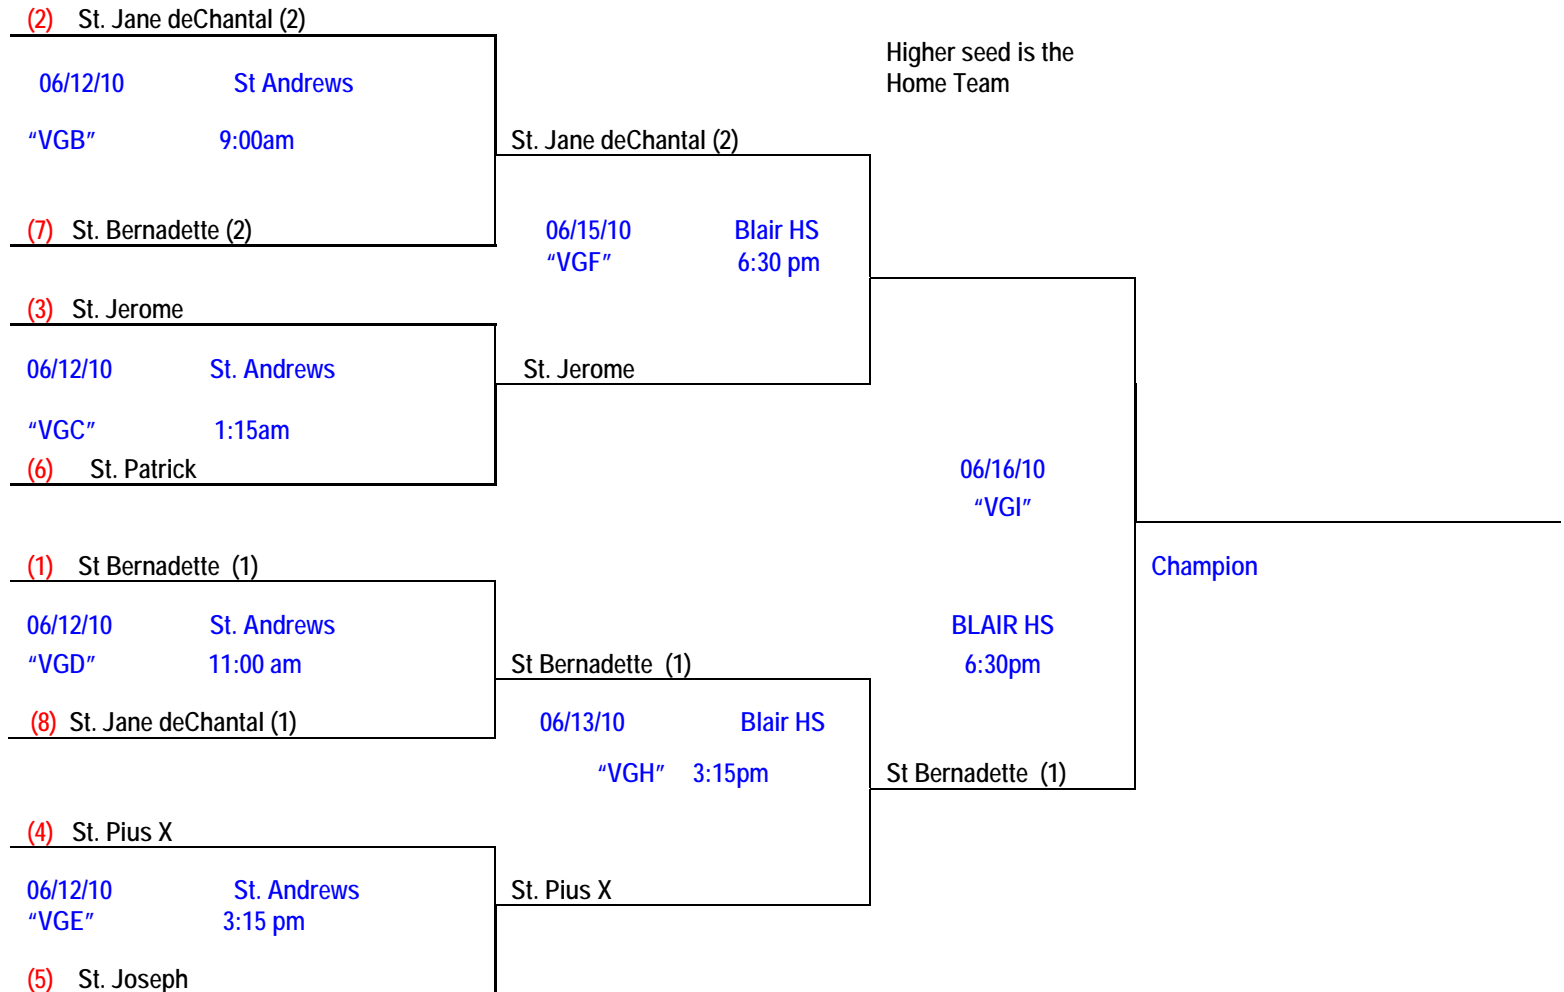 (2) St. Jane deChantal (2)
Higher seed is the
Home Team
06/12/10 St Andrews
“VGB” 9:00am
St. Jane deChantal (2)
(7) St. Bernadette (2)
06/15/10 Blair HS
“VGF” 6:30 pm
(3) St. Jerome
06/12/10 St. Andrews
St. Jerome
“VGC” 1:15am
(6) St. Patrick
06/16/10
“VGI”
(1) St Bernadette (1)
Champion
06/12/10 St. Andrews
BLAIR HS
“VGD” 11:00 am
St Bernadette (1)
6:30pm
(8) St. Jane deChantal (1)
06/13/10 Blair HS
“VGH” 3:15pm
St Bernadette (1)
(4) St. Pius X
06/12/10 St. Andrews
St. Pius X
“VGE” 3:15 pm
(5) St. Joseph